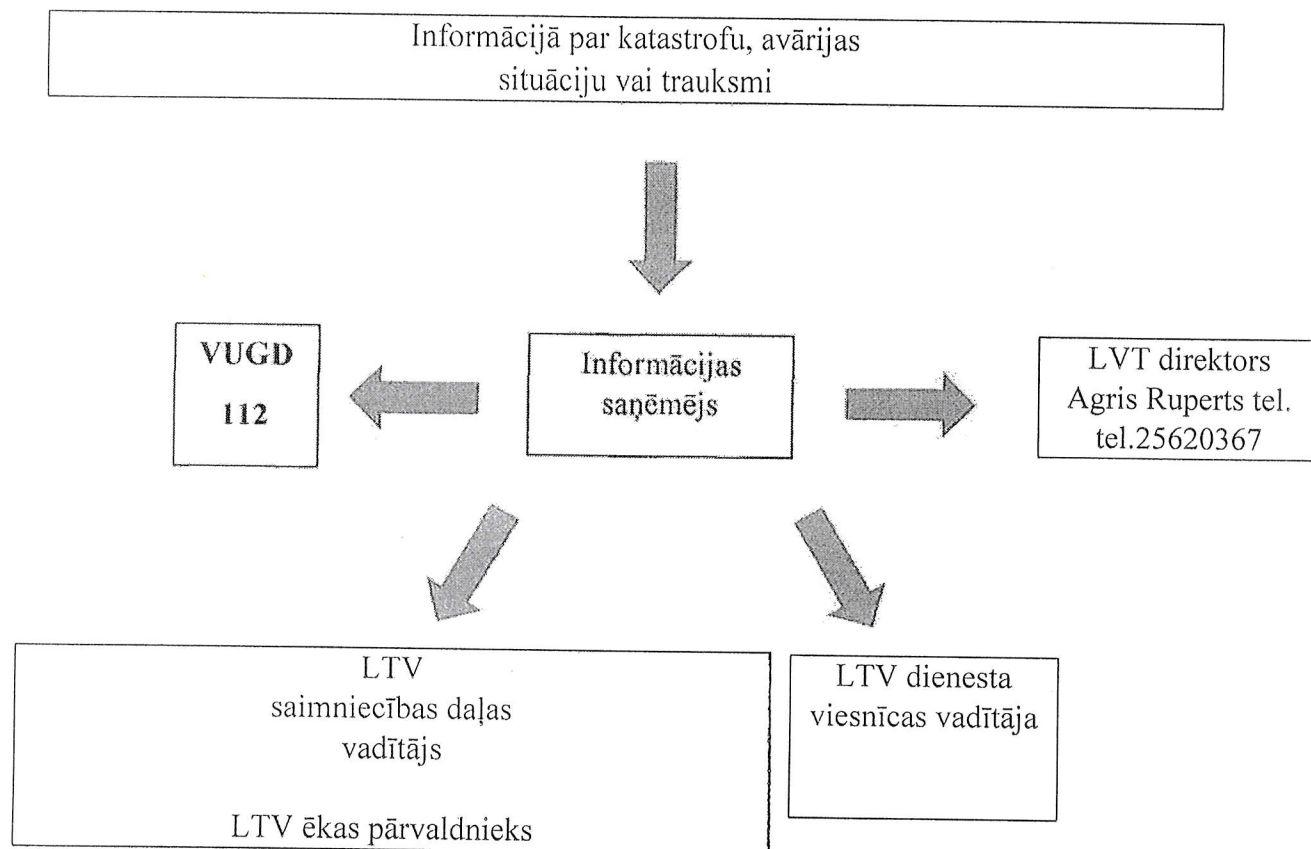 Informācijā par katastrofu, avārijas
situāciju vai trauksmi
VUGD
112
Informācijas
saņēmējs
LVT direktors
Agris Ruperts tel.
tel.25620367
LTV
saimniecības daļas
vadītājs
LTV ēkas pārvaldnieks
LTV dienesta
viesnīcas vadītāja